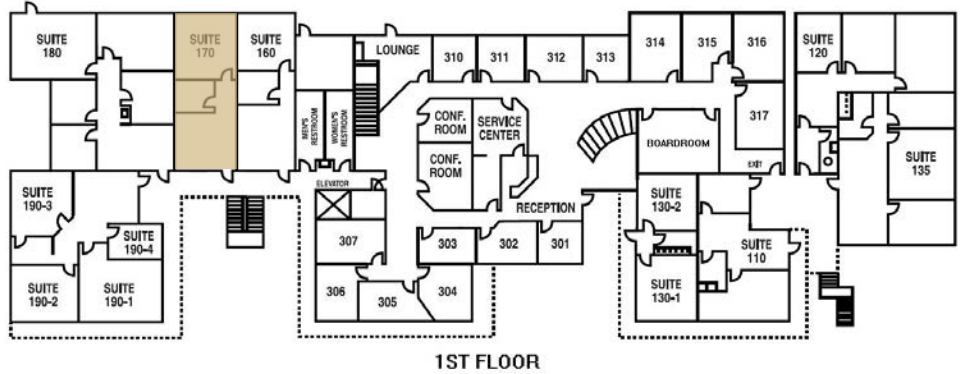 SUITE
180
SUITE
170
SUITE
160
LOUNGE
310
311
312
313
314
315
316
SUITE
120
MEN'S
RESTROOM
WOMEN'S
RESTROOM
CONF.
ROOM
SERVICE
CENTER
CONF.
ROOM
BOARDROOM
317
EXIT
SUITE
135
ELEVATOR
SUITE
190-3
SUITE
190-4
SUITE
190-2
SUITE
190-1
RECEPTION
307
303
302
301
306
305
304
SUITE
130-2
SUITE
110
SUITE
130-1
1ST FLOOR